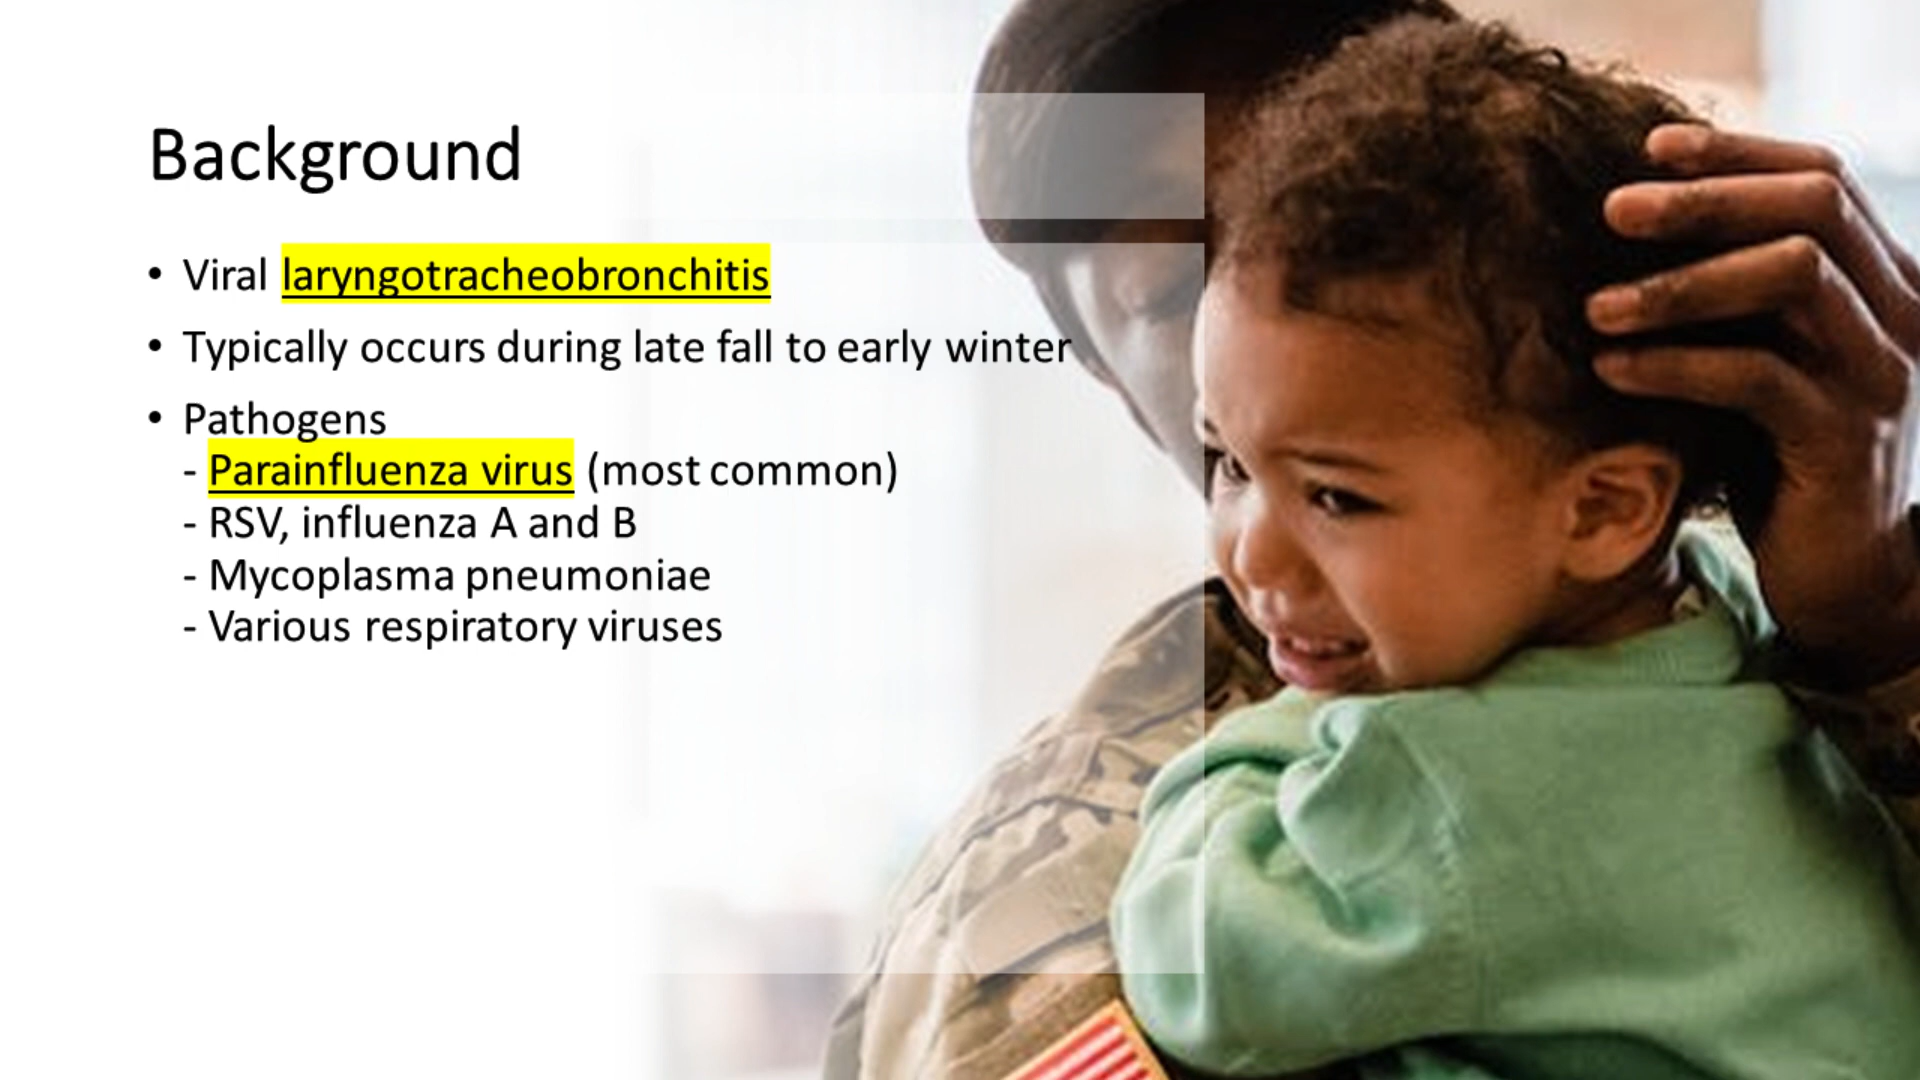 Background
• Viral laryngotracheobronchitis
• Typically occurs during late fall to early winter
• Pathogens
- Parainfluenza virus (most common)
- RSV, influenza A and B
- Mycoplasma pneumoniae
- Various respiratory viruses